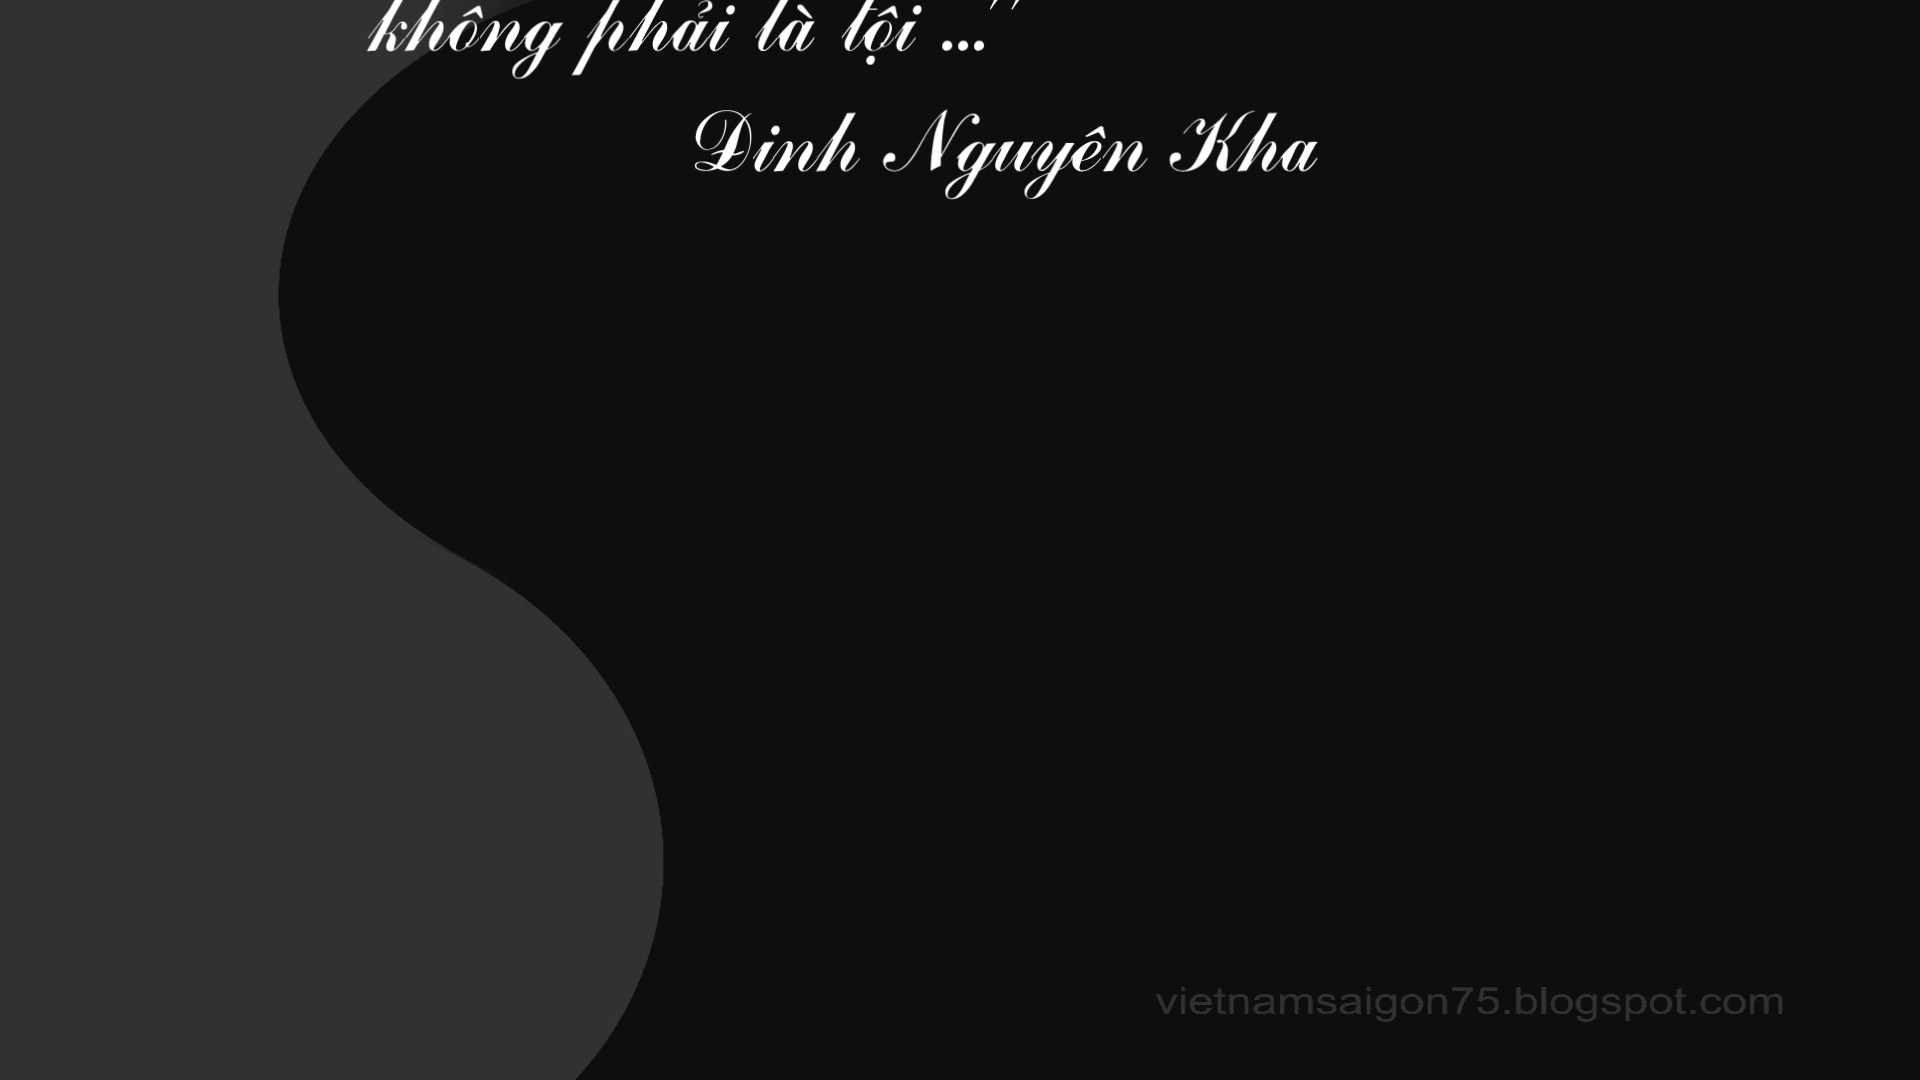 không phải là tội ..."
Đinh Nguyên Kha
vietnamsaigon75.blogspot.com